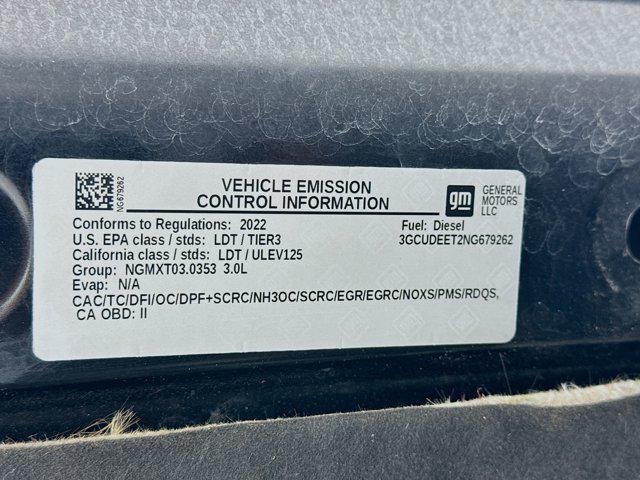 NG679262
VEHICLE EMISSION
CONTROL INFORMATION
gm
GENERAL
MOTORS
LLC
Conforms to Regulations: 2022
Fuel: Diesel
U.S. EPA class / stds: LDT / TIER3
3GCUDEET2NG679262
California class / stds: LDT / ULEV125
Group: NGMXT03.0353 3.0L
Evap: N/A
CAC/TC/DFI/OC/DPF+SCRC/NH3OC/SCRC/EGR/EGRC/NOXS/PMS/RDQS,
CA OBD: II